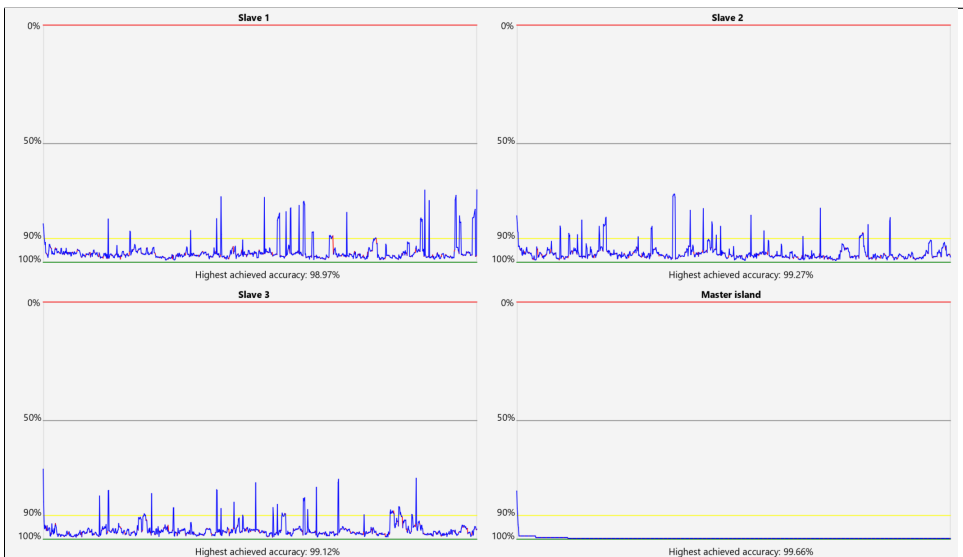 Slave 1
0%
50%
90%
100%
Highest achieved accuracy: 98.97%
Slave 2
0%
50%
90%
100%
Highest achieved accuracy: 99.27%
Slave 3
0%
50%
90%
100%
Highest achieved accuracy: 99.12%
Master island
0%
50%
90%
100%
Highest achieved accuracy: 99.66%